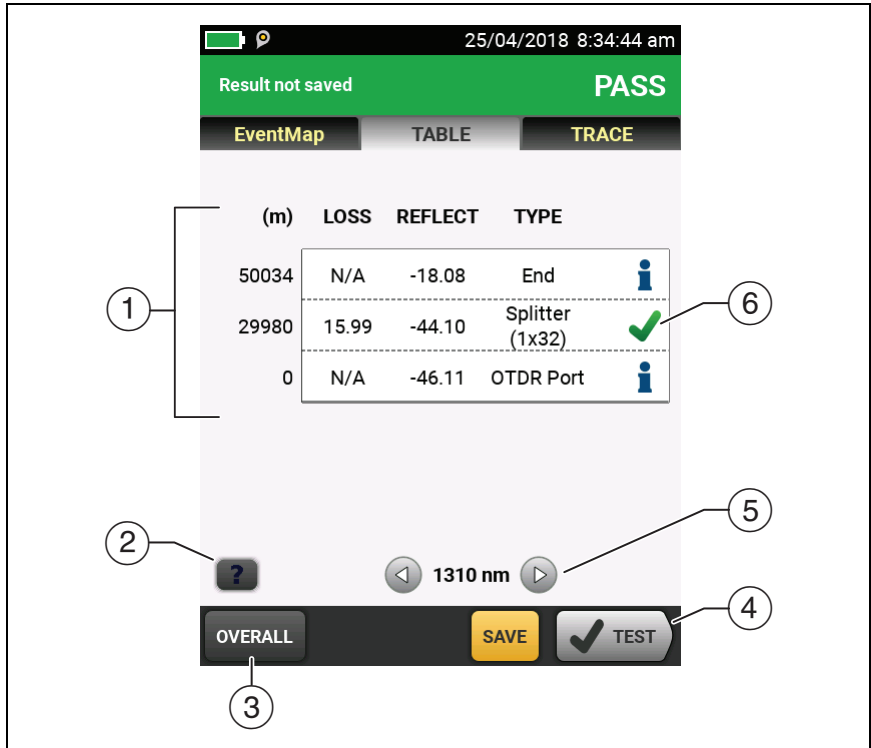 25/04/2018 8:34:44 am
Result not saved PASS
EventMap TABLE TRACE
(m) LOSS REFLECT TYPE
50034 N/A -18.08 End
29980 15.99 -44.10 Splitter
(1x32)
0 N/A -46.11 OTDR Port
1
6
5
2
?
1310 nm
4
OVERALL SAVE TEST
3